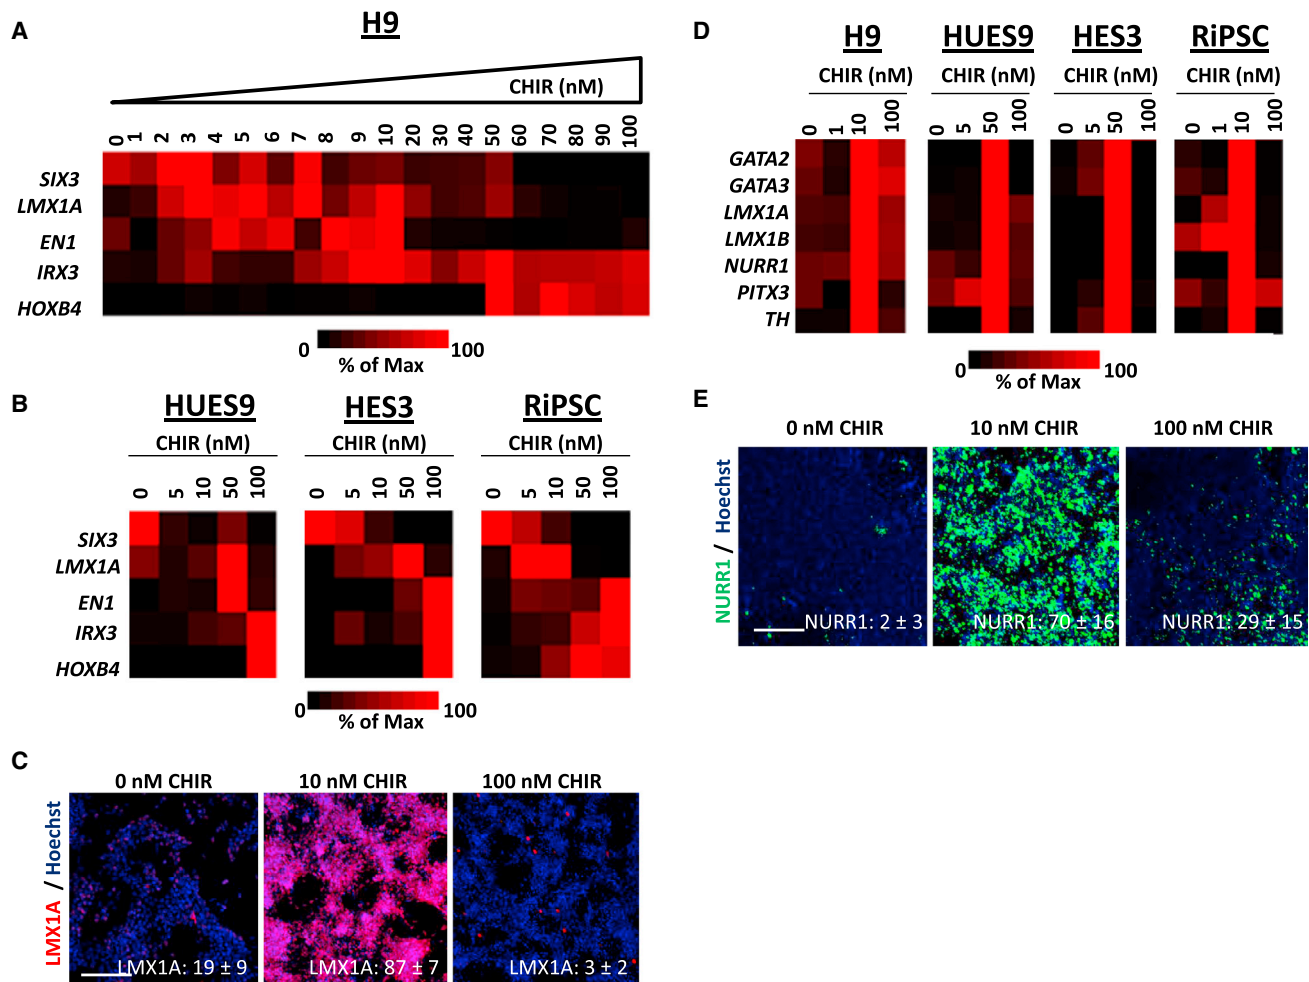 A
H9
CHIR (nM)
0 1 2 3 4 5 6 7 8 9 10 20 30 40 50 60 70 80 90 100
SIX3
LMX1A
EN1
IRX3
HOXB4
0 100
% of Max
B
HUES9 HES3 RiPSC
CHIR (nM) CHIR (nM) CHIR (nM)
0 5 10 50 100 0 5 10 50 100 0 5 10 50 100
SIX3
LMX1A
EN1
IRX3
HOXB4
0 100
% of Max
C
0 nM CHIR 10 nM CHIR 100 nM CHIR
LMX1A / Hoechst
LMX1A: 19 ± 9 LMX1A: 87 ± 7 LMX1A: 3 ± 2
D
H9 HUES9 HES3 RiPSC
CHIR (nM) CHIR (nM) CHIR (nM) CHIR (nM)
0 1 10 100 0 5 50 100 0 5 50 100 0 1 10 100
GATA2
GATA3
LMX1A
LMX1B
NURR1
PITX3
TH
0 100
% of Max
E
0 nM CHIR 10 nM CHIR 100 nM CHIR
NURR1 / Hoechst
NURR1: 2 ± 3 NURR1: 70 ± 16 NURR1: 29 ± 15